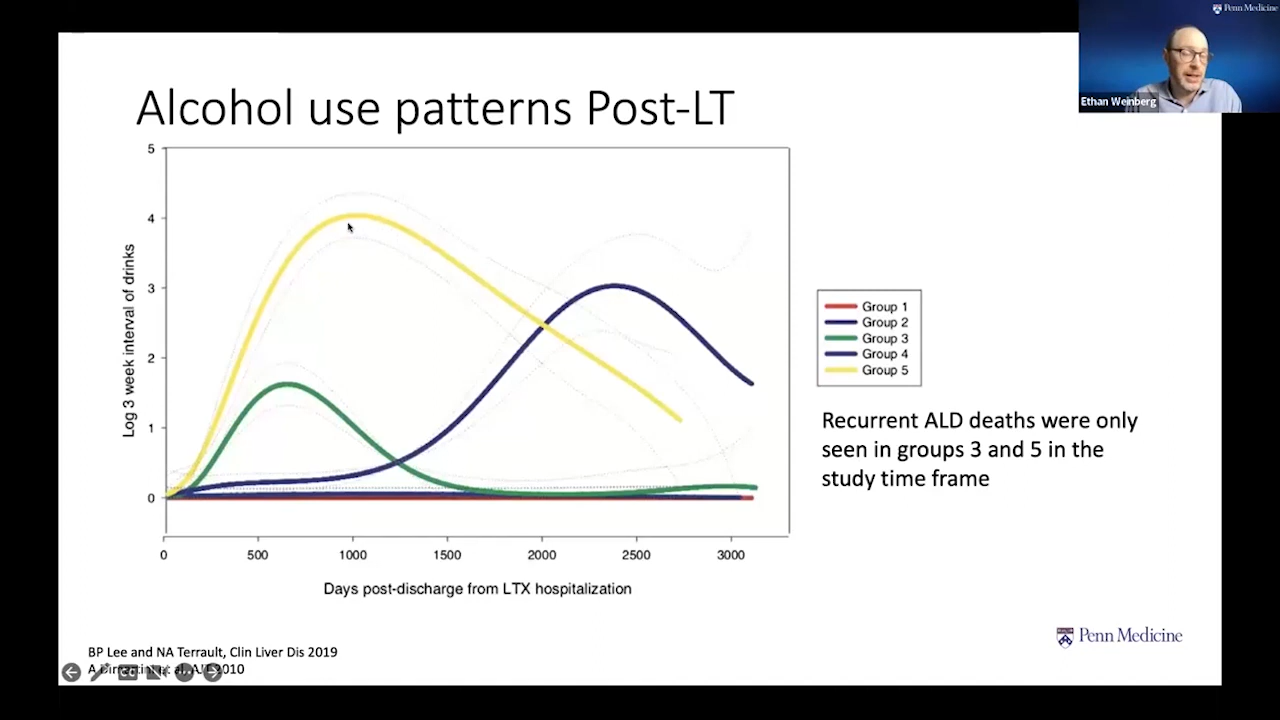 Penn Medicine
Ethan Weinberg
Alcohol use patterns Post-LT
5
4
3
2
1
0
Log 3 week interval of drinks
0 500 1000 1500 2000 2500 3000
Days post-discharge from LTX hospitalization
Group 1
Group 2
Group 3
Group 4
Group 5
Recurrent ALD deaths were only
seen in groups 3 and 5 in the
study time frame
Penn Medicine
BP Lee and NA Terrault, Clin Liver Dis 2019
A 2010